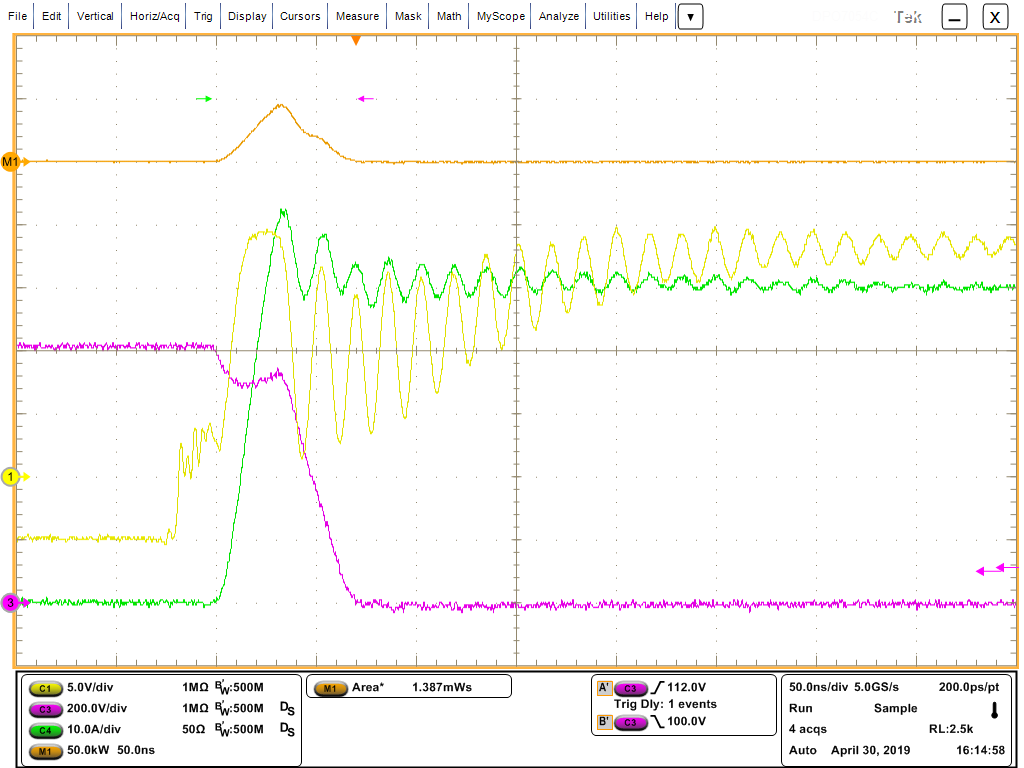 File Edit Vertical Horiz/Acq Trig Display Cursors Measure Mask Math MyScope Analyze Utilities Help ▼ Tek X
M1
1
3
C1 5.0V/div 1MΩ BW:500M
C3 200.0V/div 1MΩ BW:500M DS
C4 10.0A/div 50Ω BW:500M DS
M1 50.0kW 50.0ns
M1 Area* 1.387mWs
A' C3 112.0V
Trig Dly: 1 events
B' C3 100.0V
50.0ns/div 5.0GS/s 200.0ps/pt
Run Sample
4 acqs RL:2.5k
Auto April 30, 2019 16:14:58